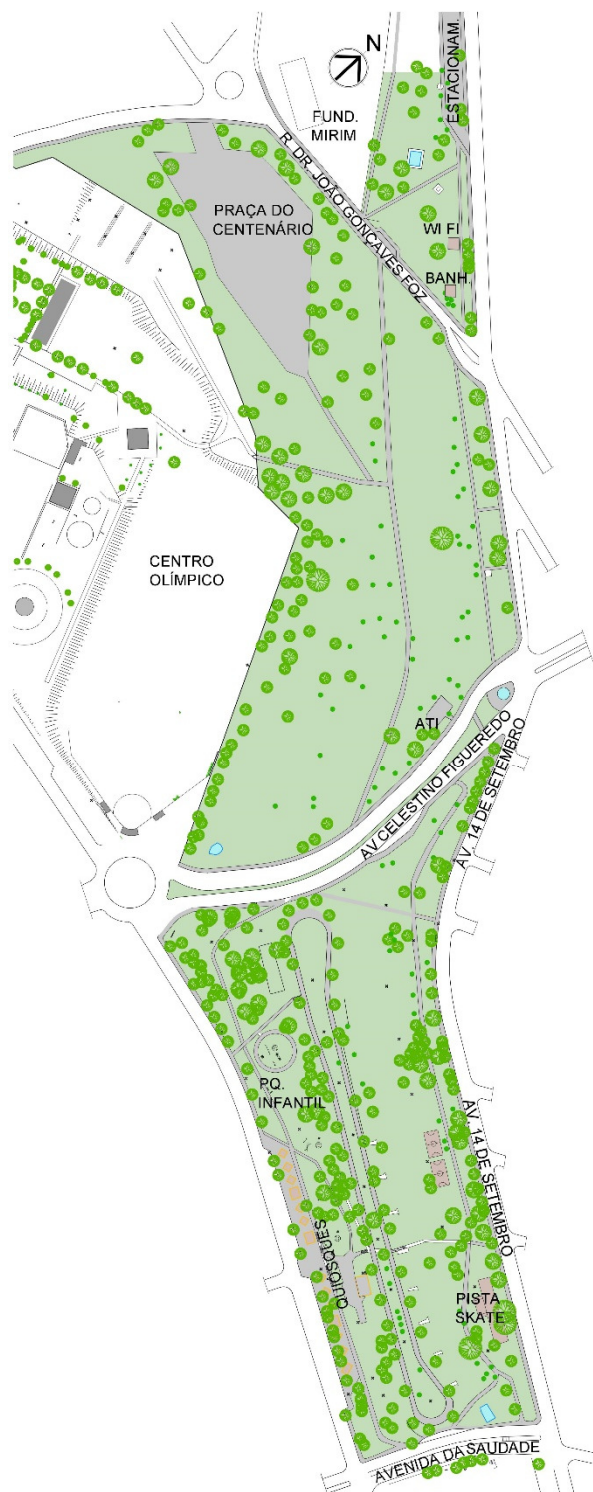 N
ESTACIONAM.
FUND.
MIRIM
R. DR. JOÃO GONÇAVES FOZ
PRAÇA DO
CENTENÁRIO
WI FI
BANH.
CENTRO
OLÍMPICO
ATI
AV CELESTINO FIGUEREDO
AV. 14 DE SETEMBRO
PQ.
INFANTIL
AV. 14 DE SETEMBRO
QUIOSQUES
PISTA
SKATE
AVENIDA DA SAUDADE